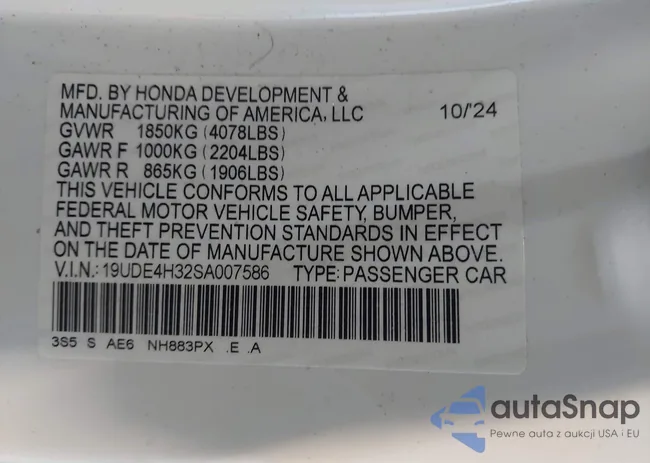 MFD. BY HONDA DEVELOPMENT &
MANUFACTURING OF AMERICA, LLC 10/'24
GVWR 1850KG (4078LBS)
GAWR F 1000KG (2204LBS)
GAWR R 865KG (1906LBS)
THIS VEHICLE CONFORMS TO ALL APPLICABLE
FEDERAL MOTOR VEHICLE SAFETY, BUMPER,
AND THEFT PREVENTION STANDARDS IN EFFECT
ON THE DATE OF MANUFACTURE SHOWN ABOVE.
V.I.N.: 19UDE4H32SA007586 TYPE: PASSENGER CAR
3S5 S AE6 NH883PX .E .A
autaSnap
Pewne auta z aukcji USA i EU